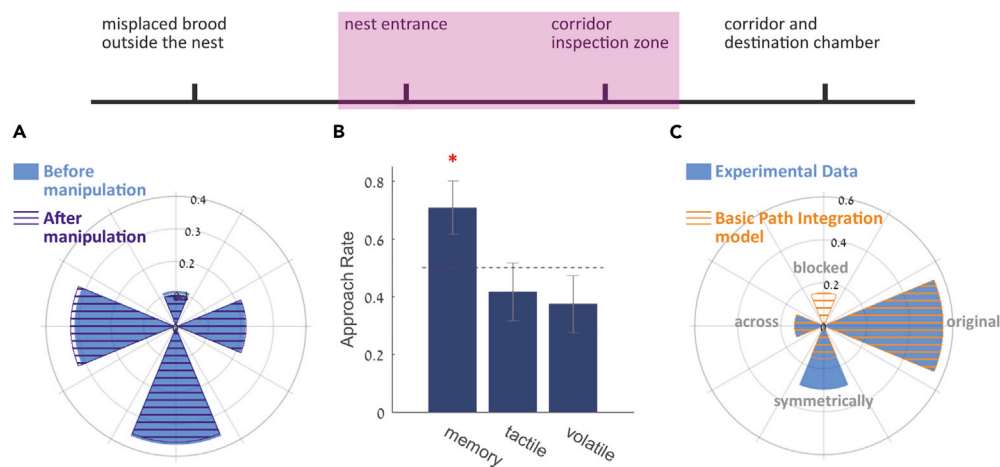 misplaced brood
outside the nest
nest entrance
corridor
inspection zone
corridor and
destination chamber
A
Before
manipulation
After
manipulation
0.4
0.3
0.2
0.1
0
B
*
Approach Rate
0.8
0.6
0.4
0.2
0
memory
tactile
volatile
C
Experimental Data
Basic Path Integration
model
0.6
0.4
0.2
0
blocked
across
original
symmetrically